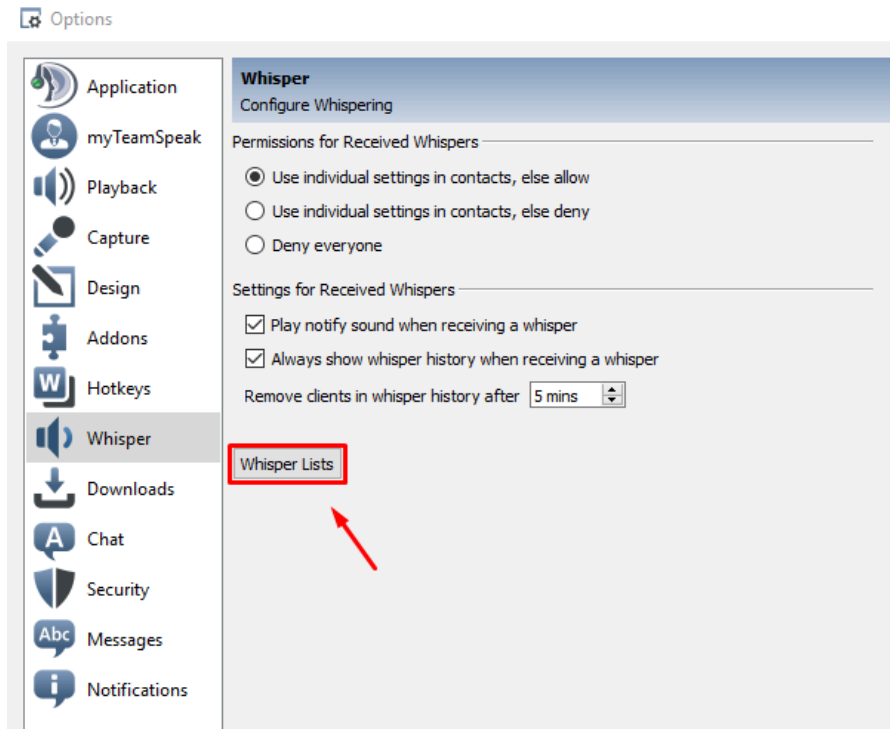 Options
Application
myTeamSpeak
Playback
Capture
Design
Addons
W
Hotkeys
Whisper
Downloads
A
Chat
Security
Abc
Messages
i
Notifications
Whisper
Configure Whispering
Permissions for Received Whispers
Use individual settings in contacts, else allow
Use individual settings in contacts, else deny
Deny everyone
Settings for Received Whispers
Play notify sound when receiving a whisper
Always show whisper history when receiving a whisper
Remove clients in whisper history after 5 mins
Whisper Lists